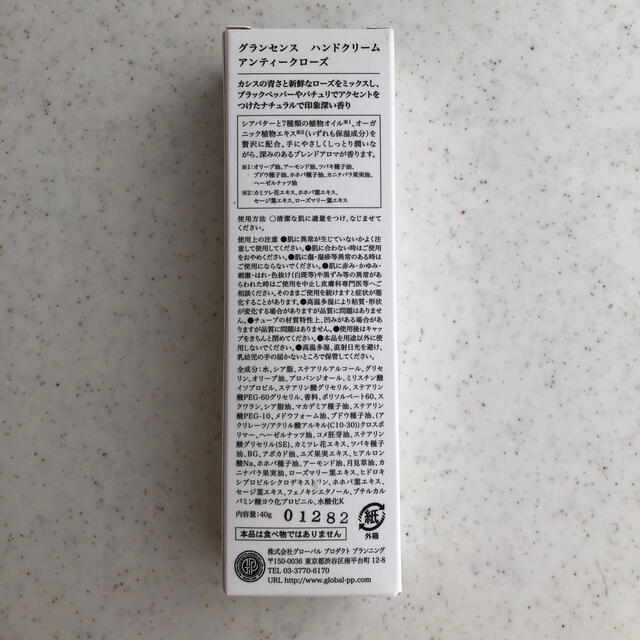 グランセンス　ハンドクリーム
アンティークローズ
カシスの青さと新鮮なローズをミックスし、
ブラックペッパーやパチュリでアクセントを
つけたナチュラルで印象深い香り
シアバターと7種類の植物オイル※1、オーガ
ニック植物エキス※2(いずれも保湿成分)を
贅沢に配合。手にやさしくしっとり潤いな
がら、深みのあるブレンドアロマが香ります。
※1:オリーブ油、アーモンド油、ツバキ種子油、
ブドウ種子油、ホホバ種子油、カニナバラ果実油、
ヘーゼルナッツ油
※2:カミツレ花エキス、ホホバ葉エキス、
セージ葉エキス、ローズマリー葉エキス
使用方法 ○清潔な肌に適量をつけ、なじませて
ください。
使用上の注意 ●肌に異常が生じていないかよく注
意して使用してください。●肌に合わない時はご使用
をおやめください。●肌に傷・湿疹等異常のある時は
ご使用にならないでください。●肌に赤み・かゆみ・
刺激・はれ・色抜け(白斑等)や黒ずみ等の異常があ
らわれた時はご使用を中止し皮膚科専門医等へご
相談ください。そのままご使用を続けますと症状が悪
化することがあります。●高温多湿により粘質・形状
が変化する場合がありますが品質に問題はありませ
ん。●チューブの材質特性上、凹みがある場合があり
ますが品質に問題はありません。●使用後はキャッ
プをきちんと閉めてください。●本品を用途以外に使
用しないでください。●高温多湿、直射日光を避け、
乳幼児の手の届かないところで保管してください。
全成分:水、シア脂、ステアリルアルコール、グリセ
リン、オリーブ油、プロパンジオール、ミリスチン酸
イソプロピル、ステアリン酸グリセリル、ステアリン
酸PEG-60グリセリル、香料、ポリソルベート60、ス
クワラン、シア脂油、マカデミア種子油、ステアリン
酸PEG-10、メドウフォーム油、ブドウ種子油、(ア
クリレーツ/アクリル酸アルキル(C10-30))クロスポ
リマー、ヘーゼルナッツ油、コメ胚芽油、ステアリン
酸グリセリル(SE)、カミツレ花エキス、ツバキ種子
油、BG、アボカド油、ユズ果実エキス、ヒアルロン
酸Na、ホホバ種子油、アーモンド油、月見草油、カ
ニナバラ果実油、ローズマリー葉エキス、ヒドロキ
シプロピルシクロデキストリン、ホホバ葉エキス、
セージ葉エキス、フェノキシエタノール、ブチルカル
バミン酸ヨウ化プロピニル、水酸化K
内容量:40g 01282
紙
外箱
本品は食べ物ではありません
株式会社グローバル プロダクト プランニング
〒150-0036 東京都渋谷区南平台町 12-8
TEL 03-3770-6170
URL http://www.global-pp.com/